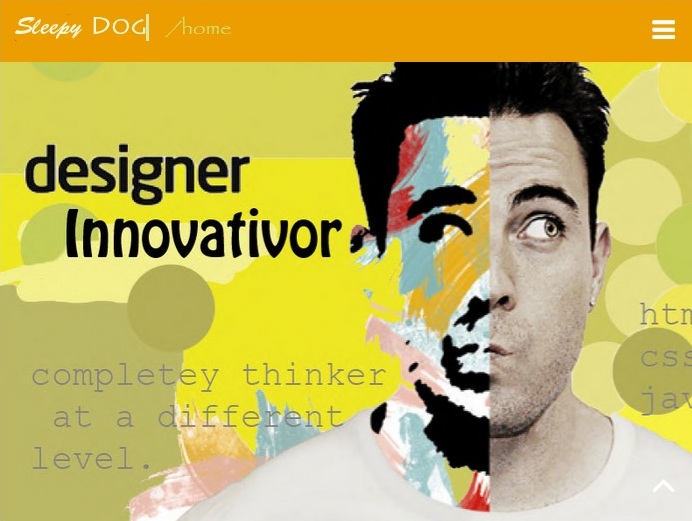 Sleepy DOG /home
designer
Innovativor
completey thinker
at a different
level.
htm
css
jav